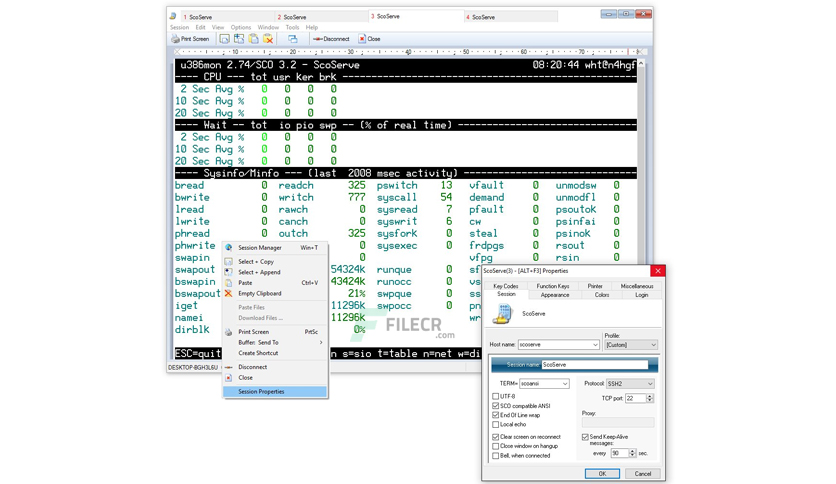 1 ScoServe 2 ScoServe 3 ScoServe 4 ScoServe
Session Edit View Options Window Tools Help
Print Screen Disconnect Close
10 20 30 40 50 60 70
u386mon 2.74/SCO 3.2 - ScoServe 08:20:44 wht@n4hgf
---- CPU --- tot usr ker brk
2 Sec Avg % 0 0 0 0
10 Sec Avg % 0 0 0 0
20 Sec Avg % 0 0 0 0
---- Wait -- tot io pio swp -- (% of real time)
2 Sec Avg % 0 0 0 0
10 Sec Avg % 0 0 0 0
20 Sec Avg % 0 0 0 0
---- Sysinfo/Minfo --- (last 2008 msec activity)
bread 0 readch 325 pswitch 13 vfault 0 unmodsw 0
bwrite 0 writch 777 syscall 54 demand 0 unmodfl 0
lread 0 rawch 0 sysread 7 pfault 0 psoutok 0
lwrite 0 canch 0 syswrit 6 cw 0 psinfai 0
phread 0 outch 325 sysfork 0 steal 0 psinok 0
phwrite 0 sysexec 0 frdpgs 0 rsout 0
swapin 0 vfpg 0 rsin 0
swapout 54324k runque 0
bswapin 43424k runocc 0
bswapout 21% swpque 0
iget 11296k swpocc 0
namei 11296k
dirblk 0%
ESC=quit n s=sio t=table n=net w=di
DESKTOP-BGH3L6U
Session Manager Win+T
Select + Copy
Select + Append
Paste Ctrl+V
Empty Clipboard
Paste Files
Download Files ...
Print Screen PrtSc
Buffer: Send To
Create Shortcut
Disconnect
Close
Session Properties
FILECR
.com
ScoServe(3) - [ALT+F3] Properties
Key Codes Function Keys Printer Miscellaneous
Session Appearance Colors Login
ScoServe
Profile:
Host name: scoserve [Custom]
Session name: ScoServe
TERM= scoansi Protocol: SSH2
UTF-8 TCP port: 22
SCO compatible ANSI
End Of Line wrap Proxy:
Local echo
Clear screen on reconnect Send Keep-Alive
Close window on hangup messages:
Bell, when connected every 90 sec.
OK Cancel